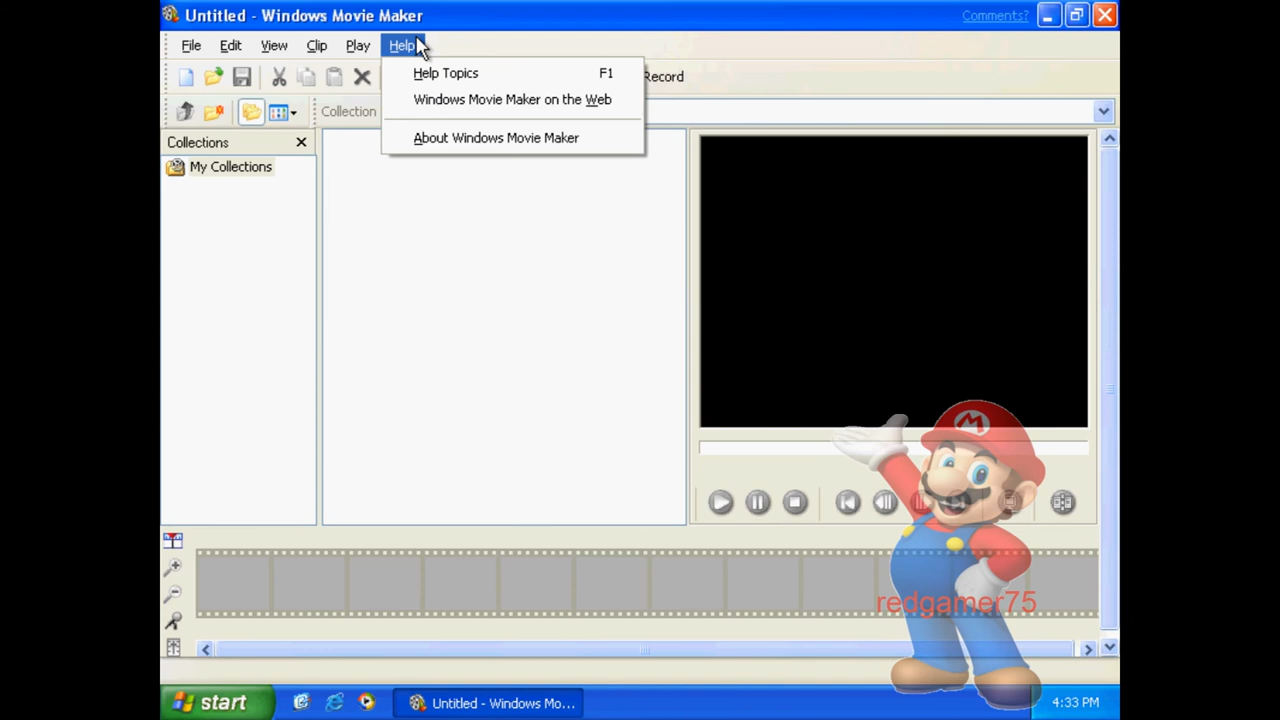 Untitled - Windows Movie Maker
Comments?
File Edit View Clip Play Help
Help Topics F1
Windows Movie Maker on the Web
About Windows Movie Maker
Record
Collection
Collections
My Collections
M
redgamer75
start
Untitled - Windows Mo...
4:33 PM